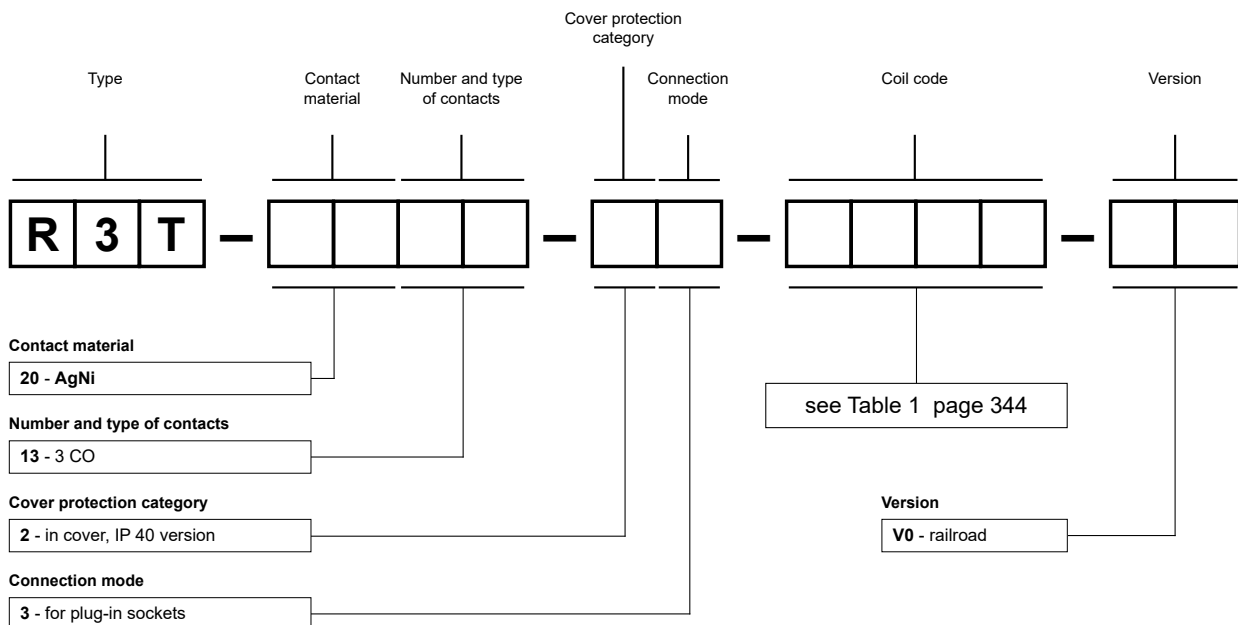 Cover protection
category
Type
Contact
material
Number and type
of contacts
Connection
mode
Coil code
Version
R 3 T – – – –
Contact material
20 - AgNi
Number and type of contacts
13 - 3 CO
Cover protection category
2 - in cover, IP 40 version
Connection mode
3 - for plug-in sockets
see Table 1 page 344
Version
V0 - railroad